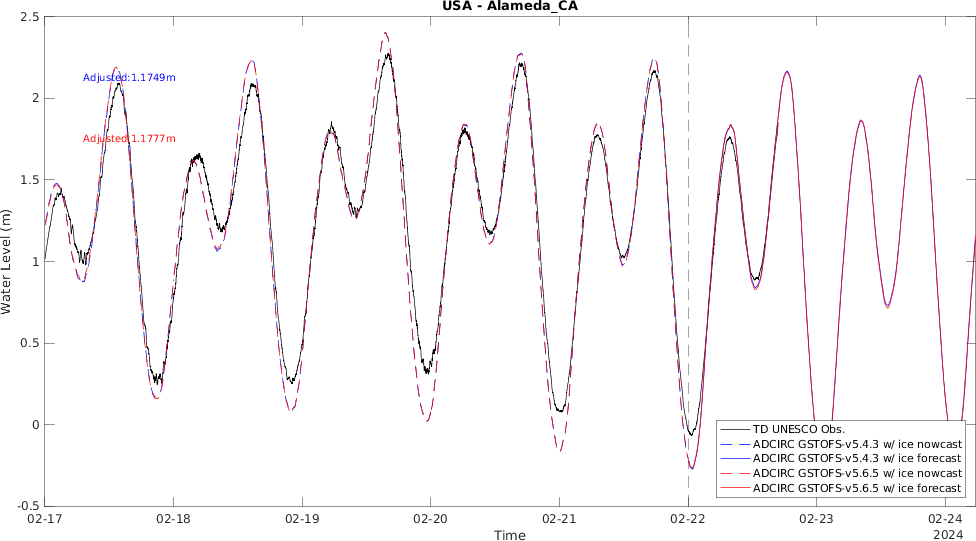 USA - Alameda_CA
2.5
2
1.5
1
0.5
0
-0.5
Water Level (m)
Adjusted:1.1749m
Adjusted:1.1777m
TD UNESCO Obs.
ADCIRC GSTOFS-v5.4.3 w/ ice nowcast
ADCIRC GSTOFS-v5.4.3 w/ ice forecast
ADCIRC GSTOFS-v5.6.5 w/ ice nowcast
ADCIRC GSTOFS-v5.6.5 w/ ice forecast
02-17 02-18 02-19 02-20 02-21 02-22 02-23 02-24
Time
2024